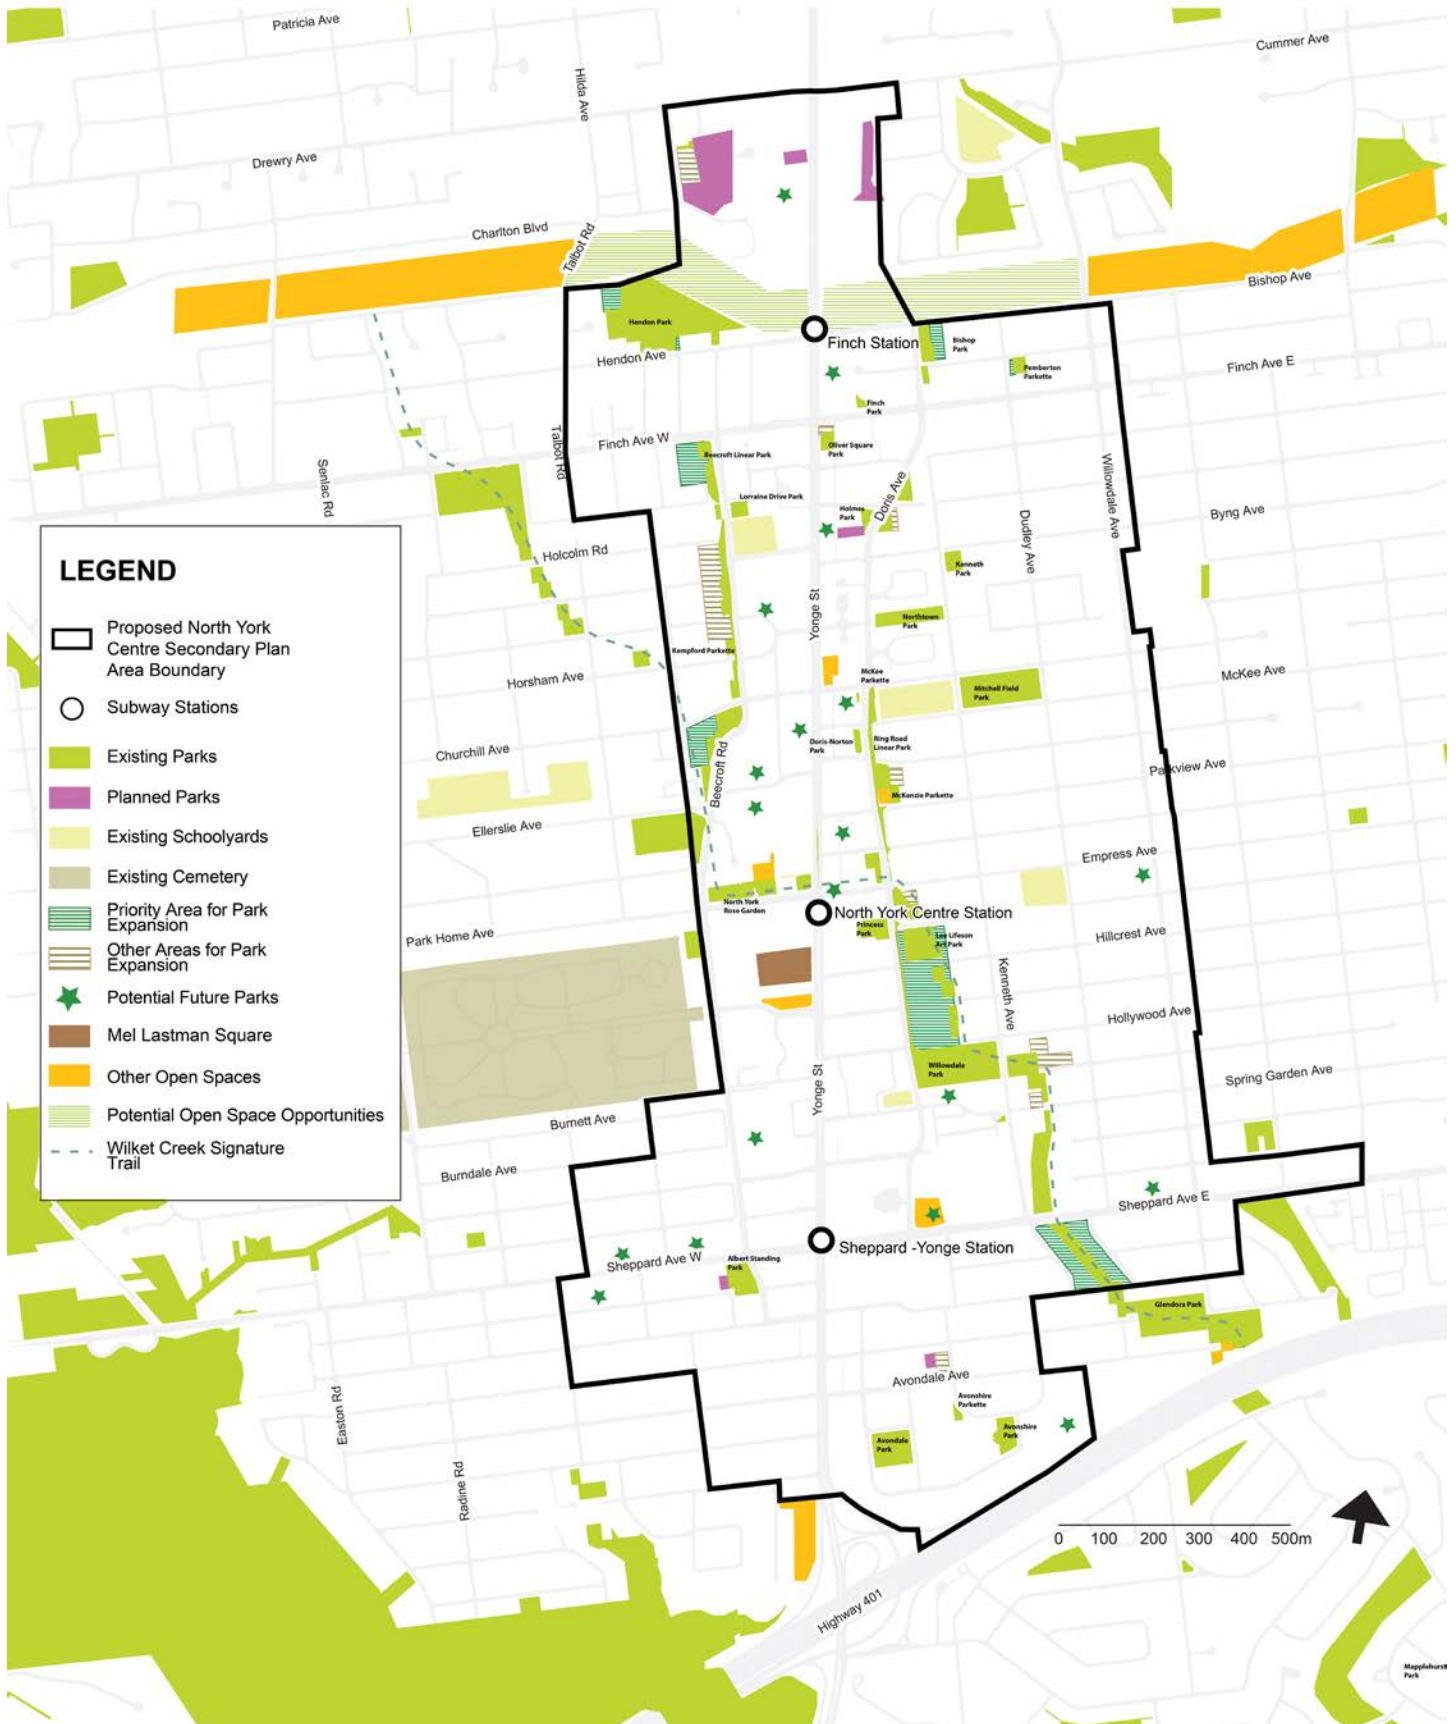 Patricia Ave
Cummer Ave
Hilda Ave
Drewry Ave
Charlton Blvd
Talbot Rd
Bishop Ave
Hendon Park
Finch Station
Bishop
Park
Hendon Ave
Pemberton
Parkette
Finch Ave E
Finch
Park
Talbot Rd
Finch Ave W
Oliver Square
Park
Beecroft Linear Park
Senlac Rd
Willowdale Ave
Lorraine Drive Park
Doris Ave
Holmes
Park
Dudley Ave
Byng Ave
Holcolm Rd
Kenneth
Park
Yonge St
Northtown
Park
Kempford Parkette
McKee
Parkette
McKee Ave
Horsham Ave
Mitchell Field
Park
Churchill Ave
Doris-Norton
Park
Ring Road
Linear Park
Beecroft Rd
Parkview Ave
McKenzie Parkette
Ellerslie Ave
Empress Ave
North York
Rose Garden
North York Centre Station
Princess
Park
Lee Lifeson
Art Park
Park Home Ave
Hillcrest Ave
Kenneth Ave
Hollywood Ave
Willowdale
Park
Yonge St
Spring Garden Ave
Burnett Ave
Burndale Ave
Sheppard Ave E
Sheppard -Yonge Station
Sheppard Ave W
Albert Standing
Park
Glendora Park
Avondale Ave
Avonshire
Parkette
Easton Rd
Avonshire
Park
Avondale
Park
Radine Rd
Highway 401
Mapplehurst
Park
0 100 200 300 400 500m
LEGEND
Proposed North York
Centre Secondary Plan
Area Boundary
Subway Stations
Existing Parks
Planned Parks
Existing Schoolyards
Existing Cemetery
Priority Area for Park
Expansion
Other Areas for Park
Expansion
Potential Future Parks
Mel Lastman Square
Other Open Spaces
Potential Open Space Opportunities
Wilket Creek Signature
Trail